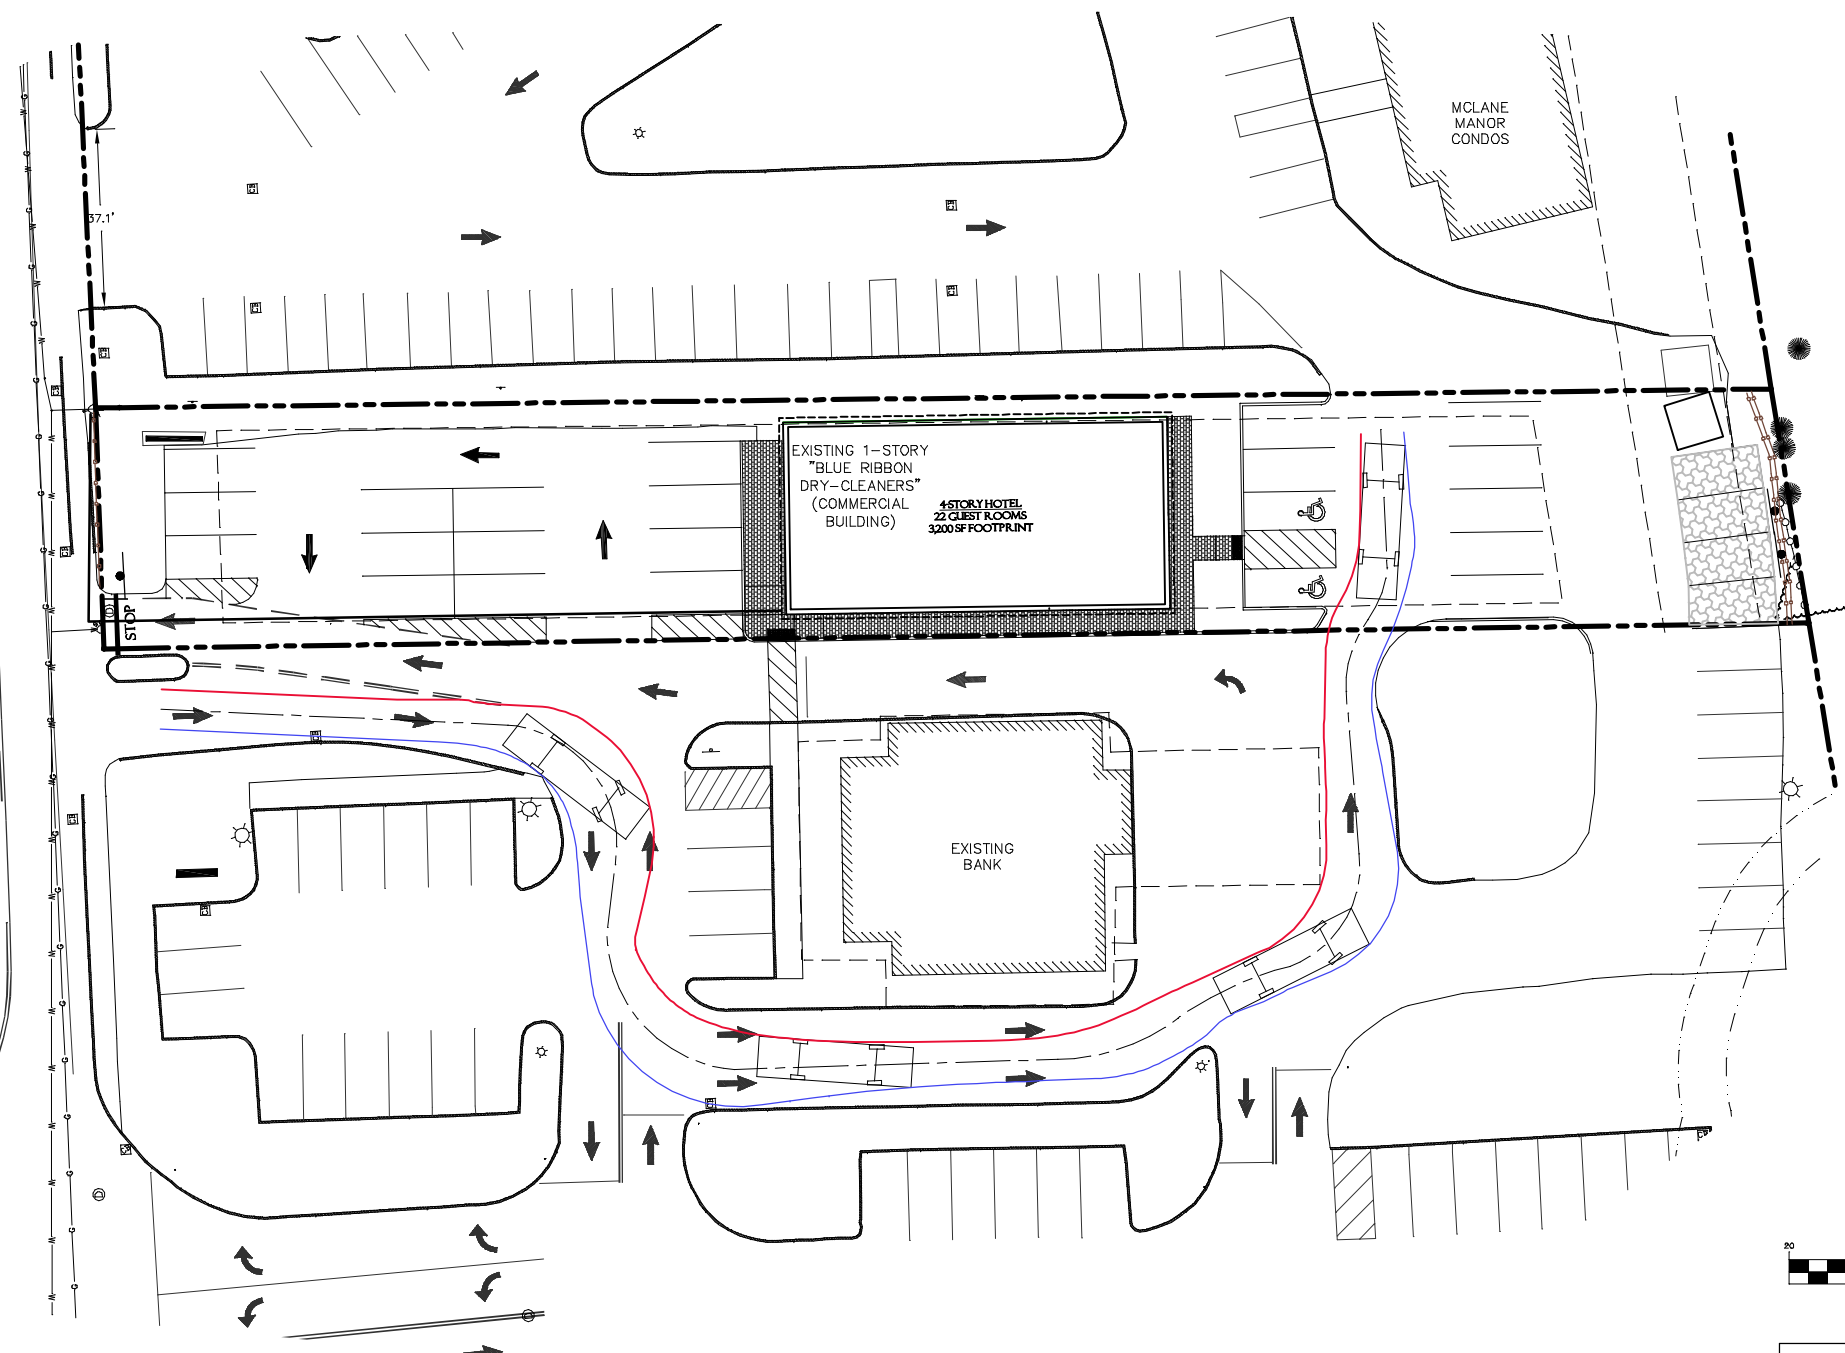 MCLANE
MANOR
CONDOS
37.1'
EXISTING 1-STORY
"BLUE RIBBON
DRY-CLEANERS"
(COMMERCIAL
BUILDING)
4-STORY HOTEL
22 GUEST ROOMS
3,200 SF FOOTPRINT
STOP
EXISTING
BANK
20